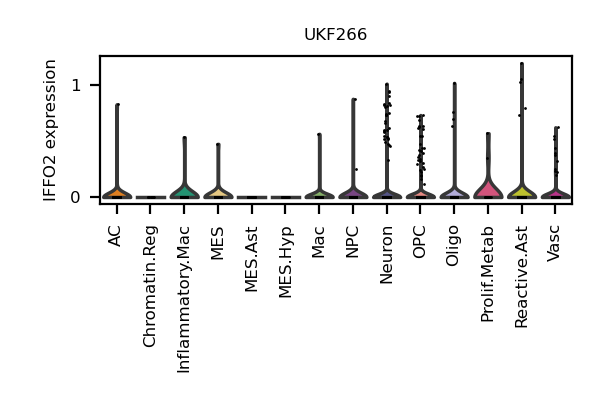 UKF266
IFFO2 expression
1
0
AC
Chromatin.Reg
Inflammatory.Mac
MES
MES.Ast
MES.Hyp
Mac
NPC
Neuron
OPC
Oligo
Prolif.Metab
Reactive.Ast
Vasc